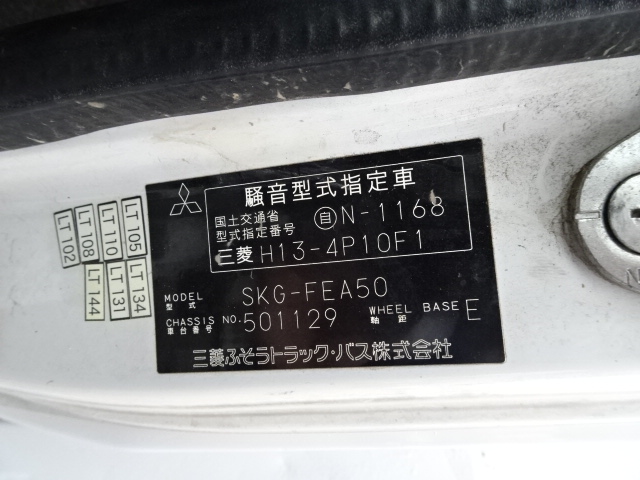 騒音型式指定車
国土交通省
型式指定番号
自N-1168
三菱 H13-4P10F1
MODEL
型式
SKG-FEA50
CHASSIS NO.
車台番号
501129
WHEEL BASE
軸距
E
三菱ふそうトラック・バス株式会社
LT 102
LT 108
LT 110
LT 105
LT 144
LT 131
LT 134